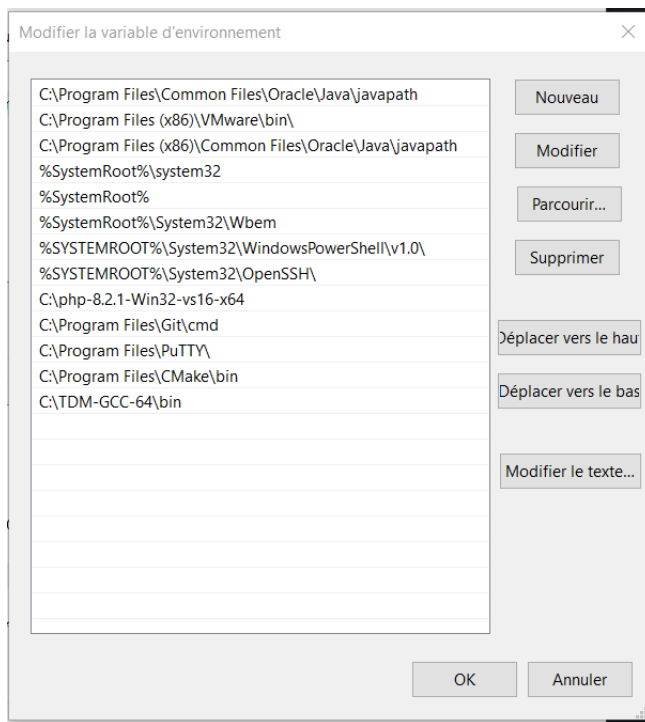 Modifier la variable d'environnement
C:\Program Files\Common Files\Oracle\Java\javapath
C:\Program Files (x86)\VMware\bin\
C:\Program Files (x86)\Common Files\Oracle\Java\javapath
%SystemRoot%\system32
%SystemRoot%
%SystemRoot%\System32\Wbem
%SYSTEMROOT%\System32\WindowsPowerShell\v1.0\
%SYSTEMROOT%\System32\OpenSSH\
C:\php-8.2.1-Win32-vs16-x64
C:\Program Files\Git\cmd
C:\Program Files\PuTTY\
C:\Program Files\CMake\bin
C:\TDM-GCC-64\bin
Nouveau
Modifier
Parcourir...
Supprimer
Déplacer vers le hau
Déplacer vers le bas
Modifier le texte...
OK
Annuler